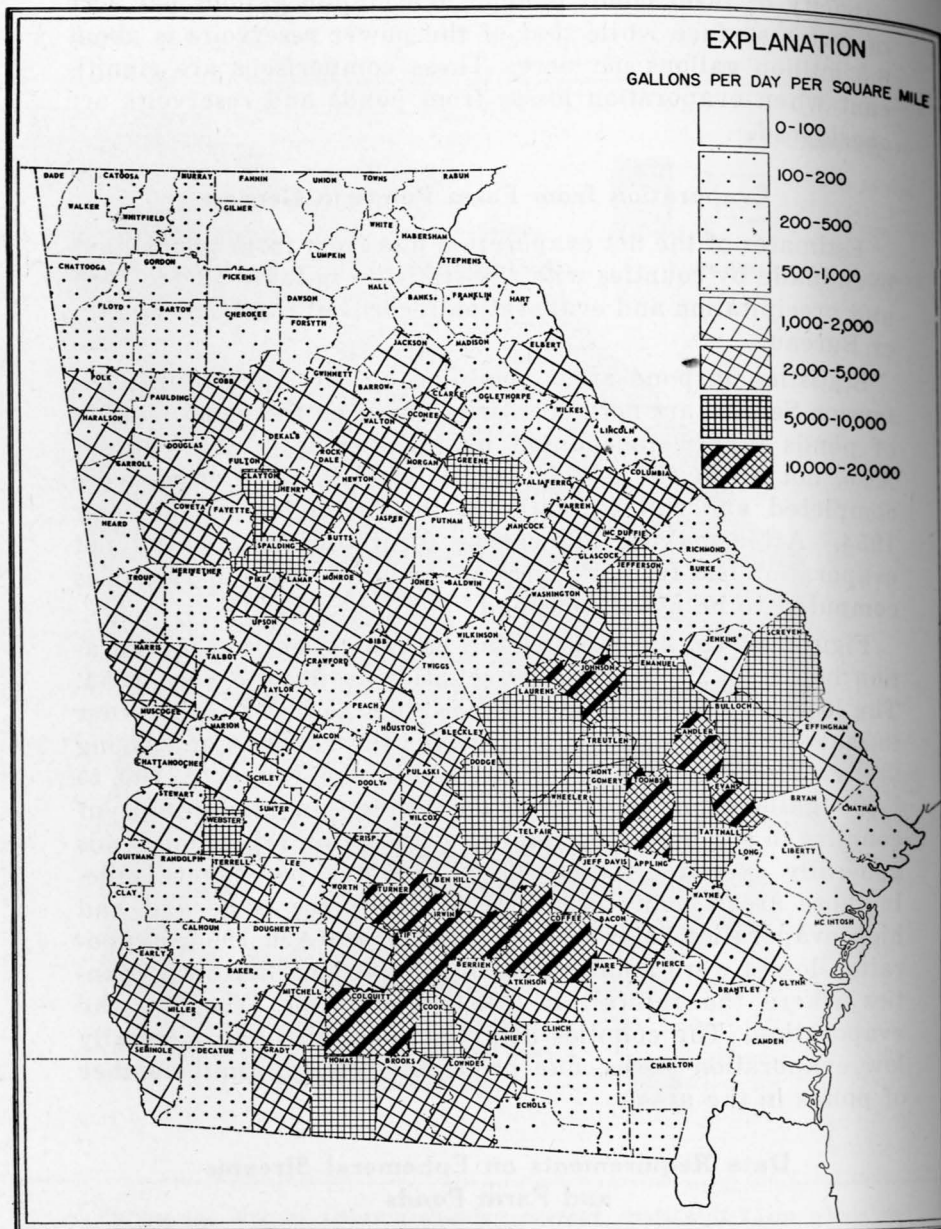 EXPLANATION
GALLONS PER DAY PER SQUARE MILE
0-100
100-200
200-500
500-1,000
1,000-2,000
2,000-5,000
5,000-10,000
10,000-20,000
DADE
CATOOSA
MURRAY
FANNIN
UNION
TOWNS
RABUN
WALKER
WHITFIELD
GILMER
WHITE
HABERSHAM
LUMPKIN
STEPHENS
CHATTOOGA
GORDON
PICKENS
DAWSON
HALL
BANKS
FRANKLIN
HART
FLOYD
BARTOW
CHEROKEE
FORSYTH
JACKSON
MADISON
ELBERT
POLK
PAULDING
COBB
GWINNETT
BARROW
CLARKE
OGLETHORPE
HARALSON
DOUGLAS
DEKALB
WALTON
OCONEE
WILKES
LINCOLN
CARROLL
FULTON
CLAYTON
ROCK
DALE
HENRY
NEWTON
MORGAN
GREENE
TALIAFERRO
COLUMBIA
COWETA
FAYETTE
WARREN
MC DUFFIE
HEARD
SPALDING
BUTTS
JASPER
PUTNAM
HANCOCK
GLASCOCK
RICHMOND
JEFFERSON
BURKE
TROUP
MERIWETHER
PIKE
LAMAR
MONROE
JONES
BALDWIN
WASHINGTON
UPSON
BIBB
WILKINSON
JENKINS
SCREVEN
HARRIS
TALBOT
CRAWFORD
TWIGGS
JOHNSON
EMANUEL
MUSCOGEE
TAYLOR
PEACH
LAURENS
BULLOCH
CANDLER
EFFINGHAM
MARION
MACON
HOUSTON
BLECKLEY
TREUTLEN
CHATTAHOOCHEE
SCHLEY
DOOLY
PULASKI
DODGE
MONT-
GOMERY
TOOMBS
EVANS
BRYAN
CHATHAM
STEWART
WEBSTER
SUMTER
CRISP
WILCOX
WHEELER
TELFAIR
TATTNALL
LONG
LIBERTY
QUITMAN
RANDOLPH
TERRELL
LEE
BEN HILL
JEFF DAVIS
APPLING
WAYNE
CLAY
WORTH
TURNER
IRWIN
COFFEE
BACON
MC INTOSH
CALHOUN
DOUGHERTY
TIFT
EARLY
BAKER
MITCHELL
BERRIEN
ATKINSON
WARE
PIERCE
BRANTLEY
GLYNN
MILLER
COLQUITT
COOK
LANIER
CLINCH
CAMDEN
SEMINOLE
DECATUR
GRADY
THOMAS
BROOKS
LOWNDES
CHARLTON
ECHOLS